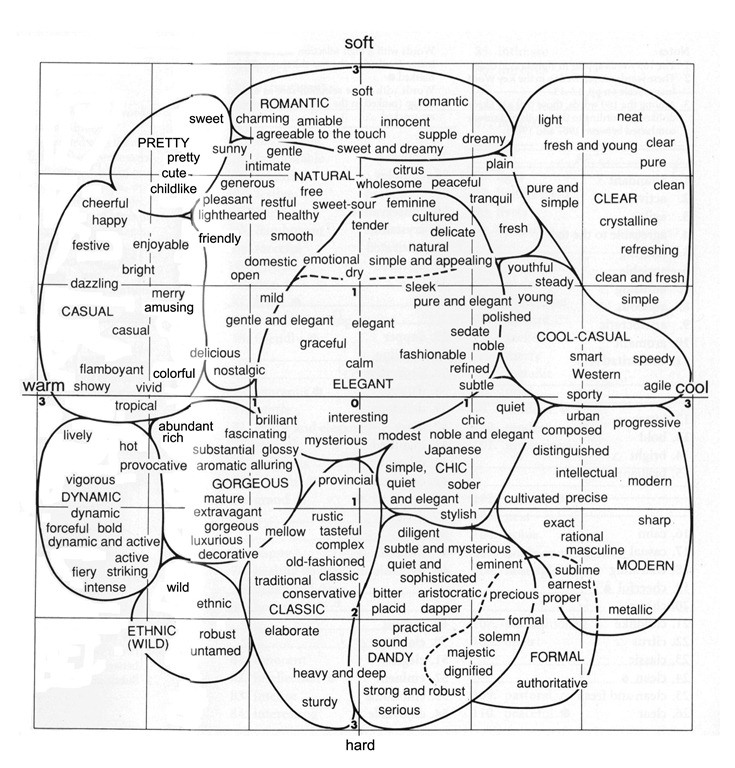 soft
3
soft
ROMANTIC
romantic
sweet
charming
amiable
innocent
light
neat
agreeable to the touch
supple
dreamy
PRETTY
sunny
gentle
sweet and dreamy
fresh and young
clear
pretty
intimate
citrus
plain
pure
cute
generous
NATURAL
wholesome
peaceful
childlike
free
pure and
simple
clean
cheerful
pleasant
restful
sweet-sour
feminine
tranquil
CLEAR
happy
lighthearted
healthy
cultured
crystalline
tender
delicate
fresh
festive
enjoyable
friendly
smooth
natural
refreshing
domestic
emotional
simple and appealing
bright
open
dry
youthful
dazzling
steady
clean and fresh
merry
mild
1
sleek
pure and elegant
young
simple
amusing
CASUAL
gentle and elegant
elegant
polished
casual
sedate
COOL-CASUAL
graceful
noble
delicious
fashionable
smart
speedy
flamboyant
colorful
nostalgic
calm
refined
Western
warm
showy
vivid
ELEGANT
subtle
agile
cool
sporty
3
tropical
1
0
1
3
quiet
abundant
rich
brilliant
interesting
chic
urban
composed
progressive
lively
fascinating
mysterious
modest
noble and elegant
hot
substantial
glossy
Japanese
distinguished
provocative
aromatic
alluring
simple,
quiet
and elegant
CHIC
intellectual
vigorous
GORGEOUS
provincial
sober
modern
DYNAMIC
mature
1
cultivated
precise
dynamic
extravagant
rustic
stylish
exact
sharp
forceful
bold
gorgeous
mellow
tasteful
diligent
rational
dynamic and active
luxurious
complex
subtle and mysterious
masculine
active
decorative
old-fashioned
quiet and
sophisticated
eminent
sublime
MODERN
fiery
striking
traditional
classic
earnest
intense
wild
conservative
bitter
aristocratic
precious
proper
ethnic
CLASSIC
2
placid
dapper
metallic
formal
ETHNIC
(WILD)
robust
elaborate
practical
solemn
untamed
sound
majestic
DANDY
FORMAL
heavy and deep
dignified
authoritative
sturdy
strong and robust
serious
3
hard